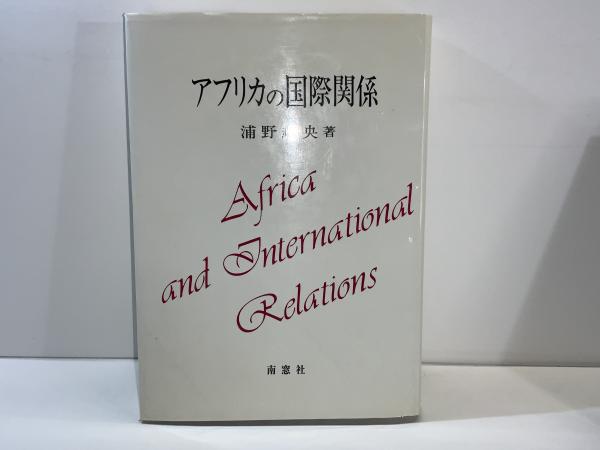 アフリカの国際関係
浦野起央著
Africa
and International
Relations
南窓社